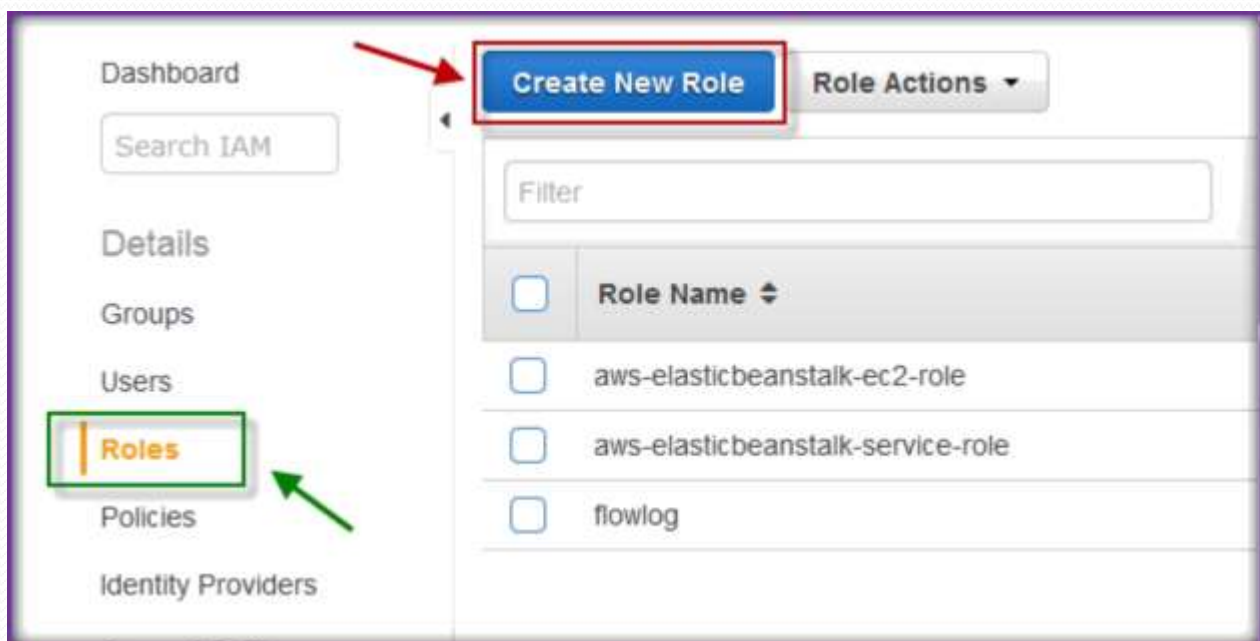 Dashboard
Search IAM
Details
Groups
Users
Roles
Policies
Identity Providers
Create New Role
Role Actions
Filter
Role Name
aws-elasticbeanstalk-ec2-role
aws-elasticbeanstalk-service-role
flowlog